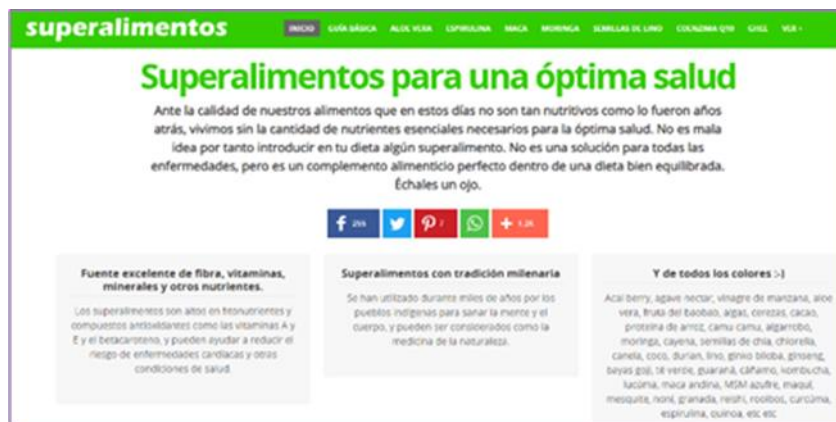 superalimentos
INICIO GUÍA BÁSICA ALOE VERA ESPIRULINA MACA MORINGA SEMILLAS DE LINO COENZIMA Q10 GHEE VER
Superalimentos para una óptima salud
Ante la calidad de nuestros alimentos que en estos días no son tan nutritivos como lo fueron años
atrás, vivimos sin la cantidad de nutrientes esenciales necesarios para la óptima salud. No es mala
idea por tanto introducir en tu dieta algún superalimento. No es una solución para todas las
enfermedades, pero es un complemento alimenticio perfecto dentro de una dieta bien equilibrada.
Échales un ojo.
7
Fuente excelente de fibra, vitaminas,
minerales y otros nutrientes.
Los superalimentos son altos en fitonutrientes y
compuestos antioxidantes como las vitaminas A y
E y el betacaroteno, y pueden ayudar a reducir el
riesgo de enfermedades cardíacas y otras
condiciones de salud.
Superalimentos con tradición milenaria
Se han utilizado durante miles de años por los
pueblos indígenas para sanar la mente y el
cuerpo, y pueden ser considerados como la
medicina de la naturaleza.
Y de todos los colores :-)
Acai berry, agave nectar, vinagre de manzana, aloe
vera, fruta del baobao, algas, cerezas, cacao,
proteína de arroz, camu camu, algarrobo,
moringa, cayena, semillas de chía, chlorella,
canela, coco, durian, lino, ginko biloba, ginseng,
bayas goji, té verde, guaraná, cáñamo, kombucha,
lucuma, maca andina, MSM azufre, maqui,
mesquite, noni, granada, reishi, rooibos, curcúma,
espirulina, quinoa, etc etc